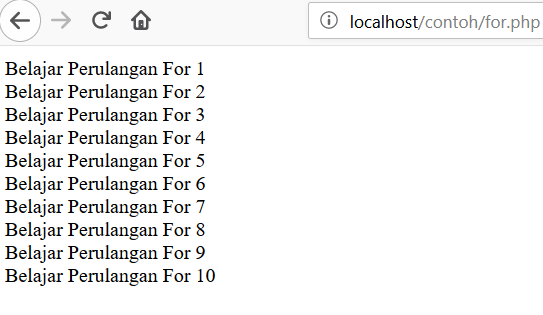 localhost/contoh/for.php
Belajar Perulangan For 1
Belajar Perulangan For 2
Belajar Perulangan For 3
Belajar Perulangan For 4
Belajar Perulangan For 5
Belajar Perulangan For 6
Belajar Perulangan For 7
Belajar Perulangan For 8
Belajar Perulangan For 9
Belajar Perulangan For 10